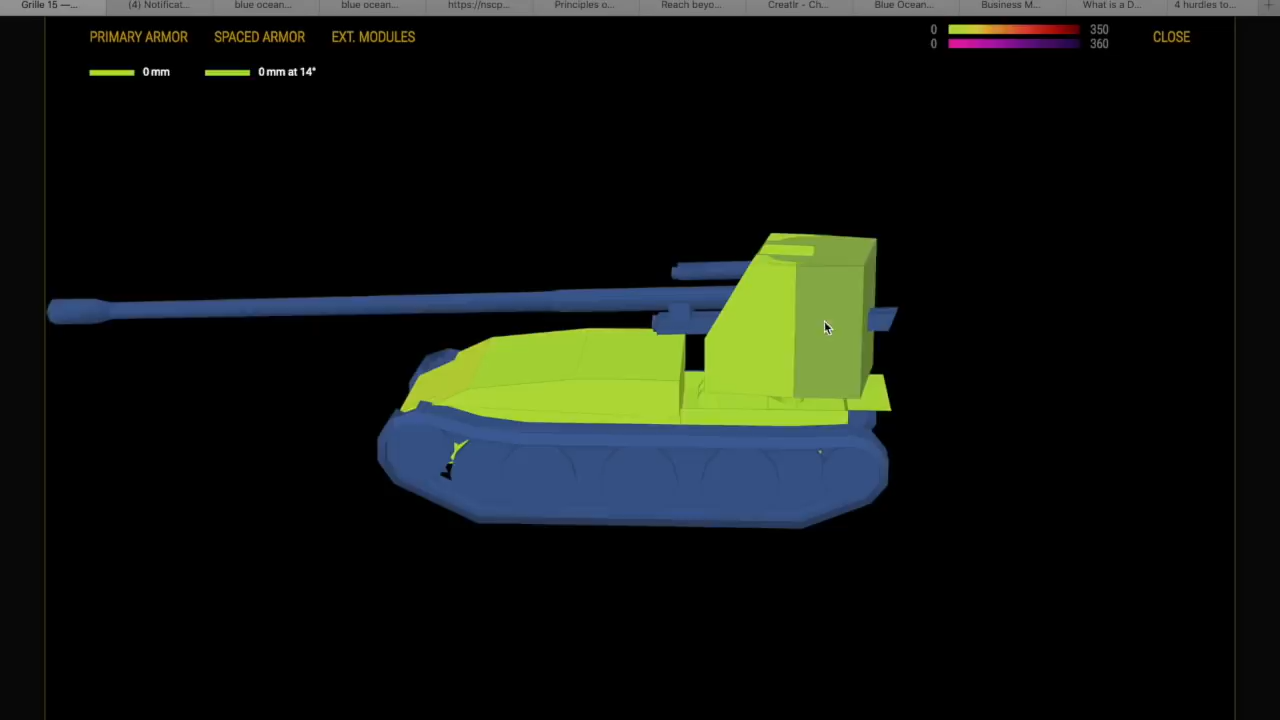 Grille 15 —... (4) Notificat... blue ocean... blue ocean... https://nscp... Principles o... Reach beyo... Creatlr - Ch... Blue Ocean... Business M... What is a D... 4 hurdles to...
PRIMARY ARMOR SPACED ARMOR EXT. MODULES 0 350 CLOSE
0 360
0 mm 0 mm at 14°